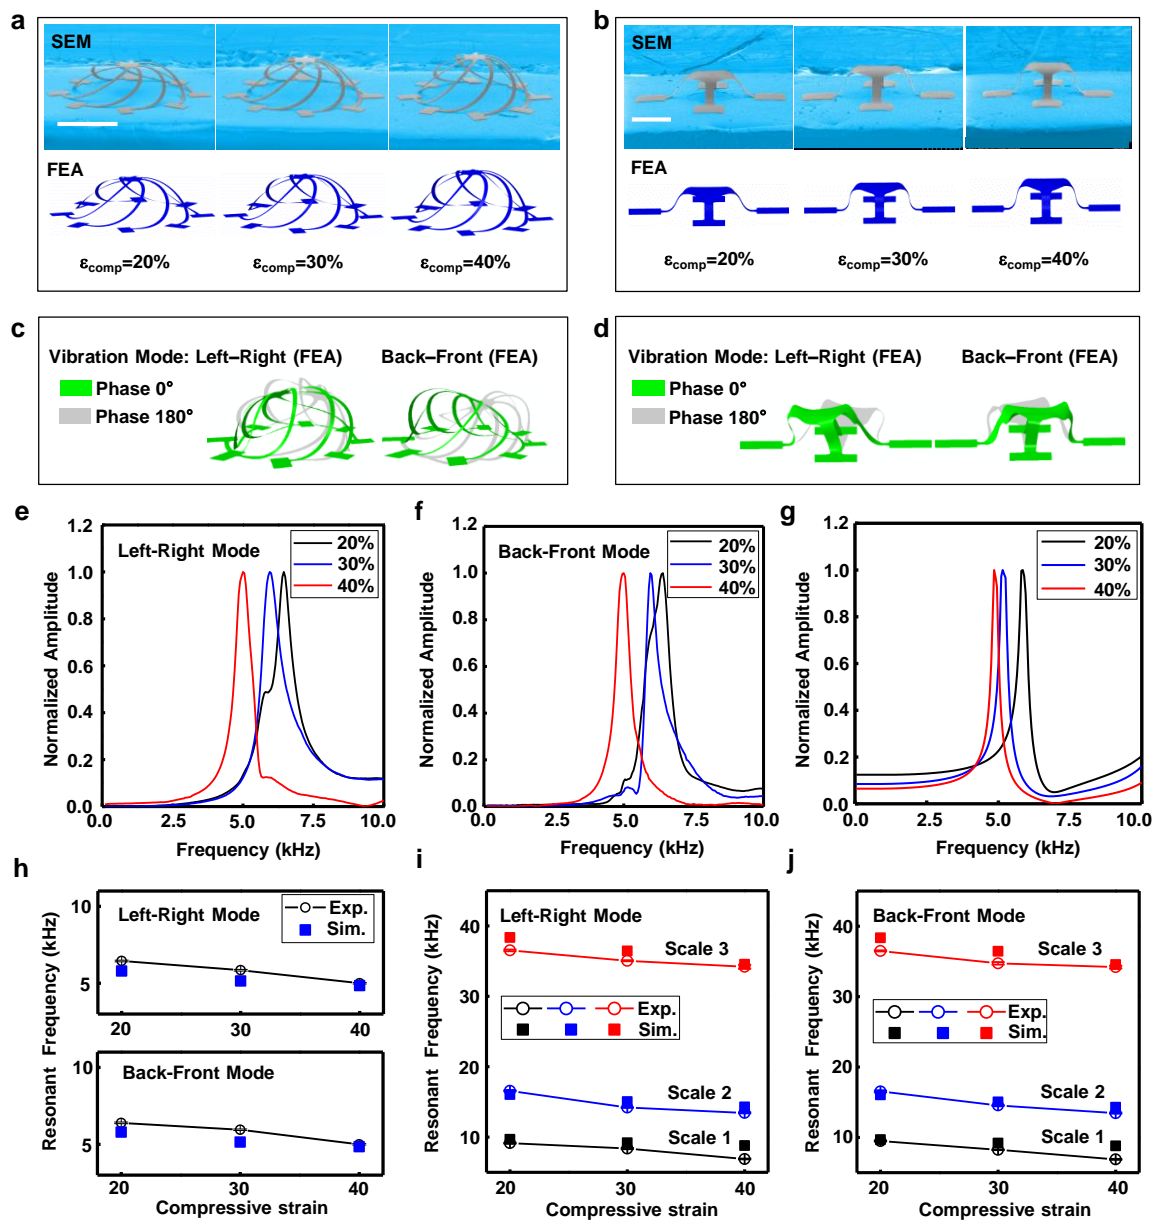 a
SEM
FEA
εcomp=20%
εcomp=30%
εcomp=40%
b
SEM
FEA
εcomp=20%
εcomp=30%
εcomp=40%
c
Vibration Mode: Left–Right (FEA)
Back–Front (FEA)
Phase 0°
Phase 180°
d
Vibration Mode: Left–Right (FEA)
Back–Front (FEA)
Phase 0°
Phase 180°
e
Left-Right Mode
20%
30%
40%
Normalized Amplitude
1.2
1.0
0.8
0.6
0.4
0.2
0.0
0.0 2.5 5.0 7.5 10.0
Frequency (kHz)
f
Back-Front Mode
20%
30%
40%
Normalized Amplitude
1.2
1.0
0.8
0.6
0.4
0.2
0.0
0.0 2.5 5.0 7.5 10.0
Frequency (kHz)
g
20%
30%
40%
Normalized Amplitude
1.2
1.0
0.8
0.6
0.4
0.2
0.0
0.0 2.5 5.0 7.5 10.0
Frequency (kHz)
h
Left-Right Mode
Exp.
Sim.
10
5
20 30 40
Back-Front Mode
10
5
20 30 40
Resonant Frequency (kHz)
Compressive strain
i
Left-Right Mode
Scale 3
Exp.
Sim.
Scale 2
Scale 1
40
30
20
10
20 30 40
Resonant Frequency (kHz)
Compressive strain
j
Back-Front Mode
Scale 3
Exp.
Sim.
Scale 2
Scale 1
40
30
20
10
20 30 40
Resonant Frequency (kHz)
Compressive strain